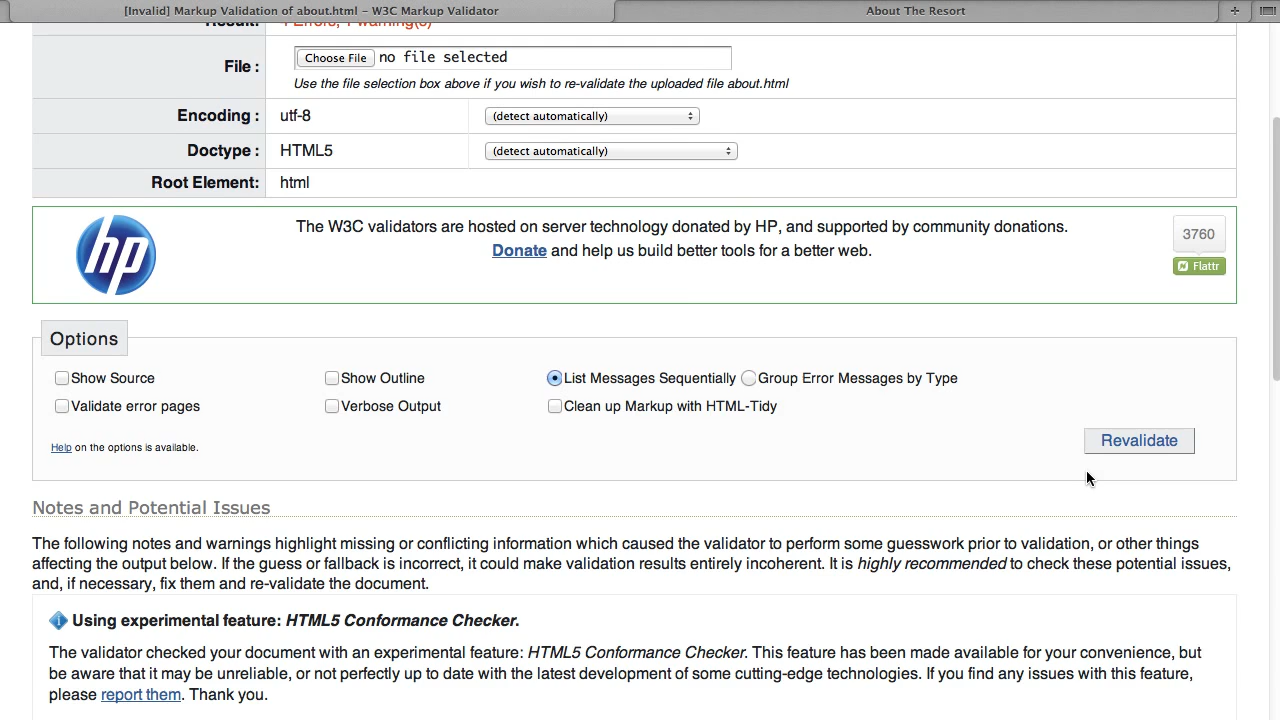 [Invalid] Markup Validation of about.html – W3C Markup Validator
About The Resort
+
Result:
File :
Choose File no file selected
Use the file selection box above if you wish to re-validate the uploaded file about.html
Encoding : utf-8 (detect automatically)
Doctype : HTML5 (detect automatically)
Root Element: html
hp
The W3C validators are hosted on server technology donated by HP, and supported by community donations.
Donate and help us build better tools for a better web.
3760
Flattr
Options
Show Source Show Outline List Messages Sequentially Group Error Messages by Type
Validate error pages Verbose Output Clean up Markup with HTML-Tidy
Help on the options is available.
Revalidate
Notes and Potential Issues
The following notes and warnings highlight missing or conflicting information which caused the validator to perform some guesswork prior to validation, or other things
affecting the output below. If the guess or fallback is incorrect, it could make validation results entirely incoherent. It is highly recommended to check these potential issues,
and, if necessary, fix them and re-validate the document.
Using experimental feature: HTML5 Conformance Checker.
The validator checked your document with an experimental feature: HTML5 Conformance Checker. This feature has been made available for your convenience, but
be aware that it may be unreliable, or not perfectly up to date with the latest development of some cutting-edge technologies. If you find any issues with this feature,
please report them. Thank you.